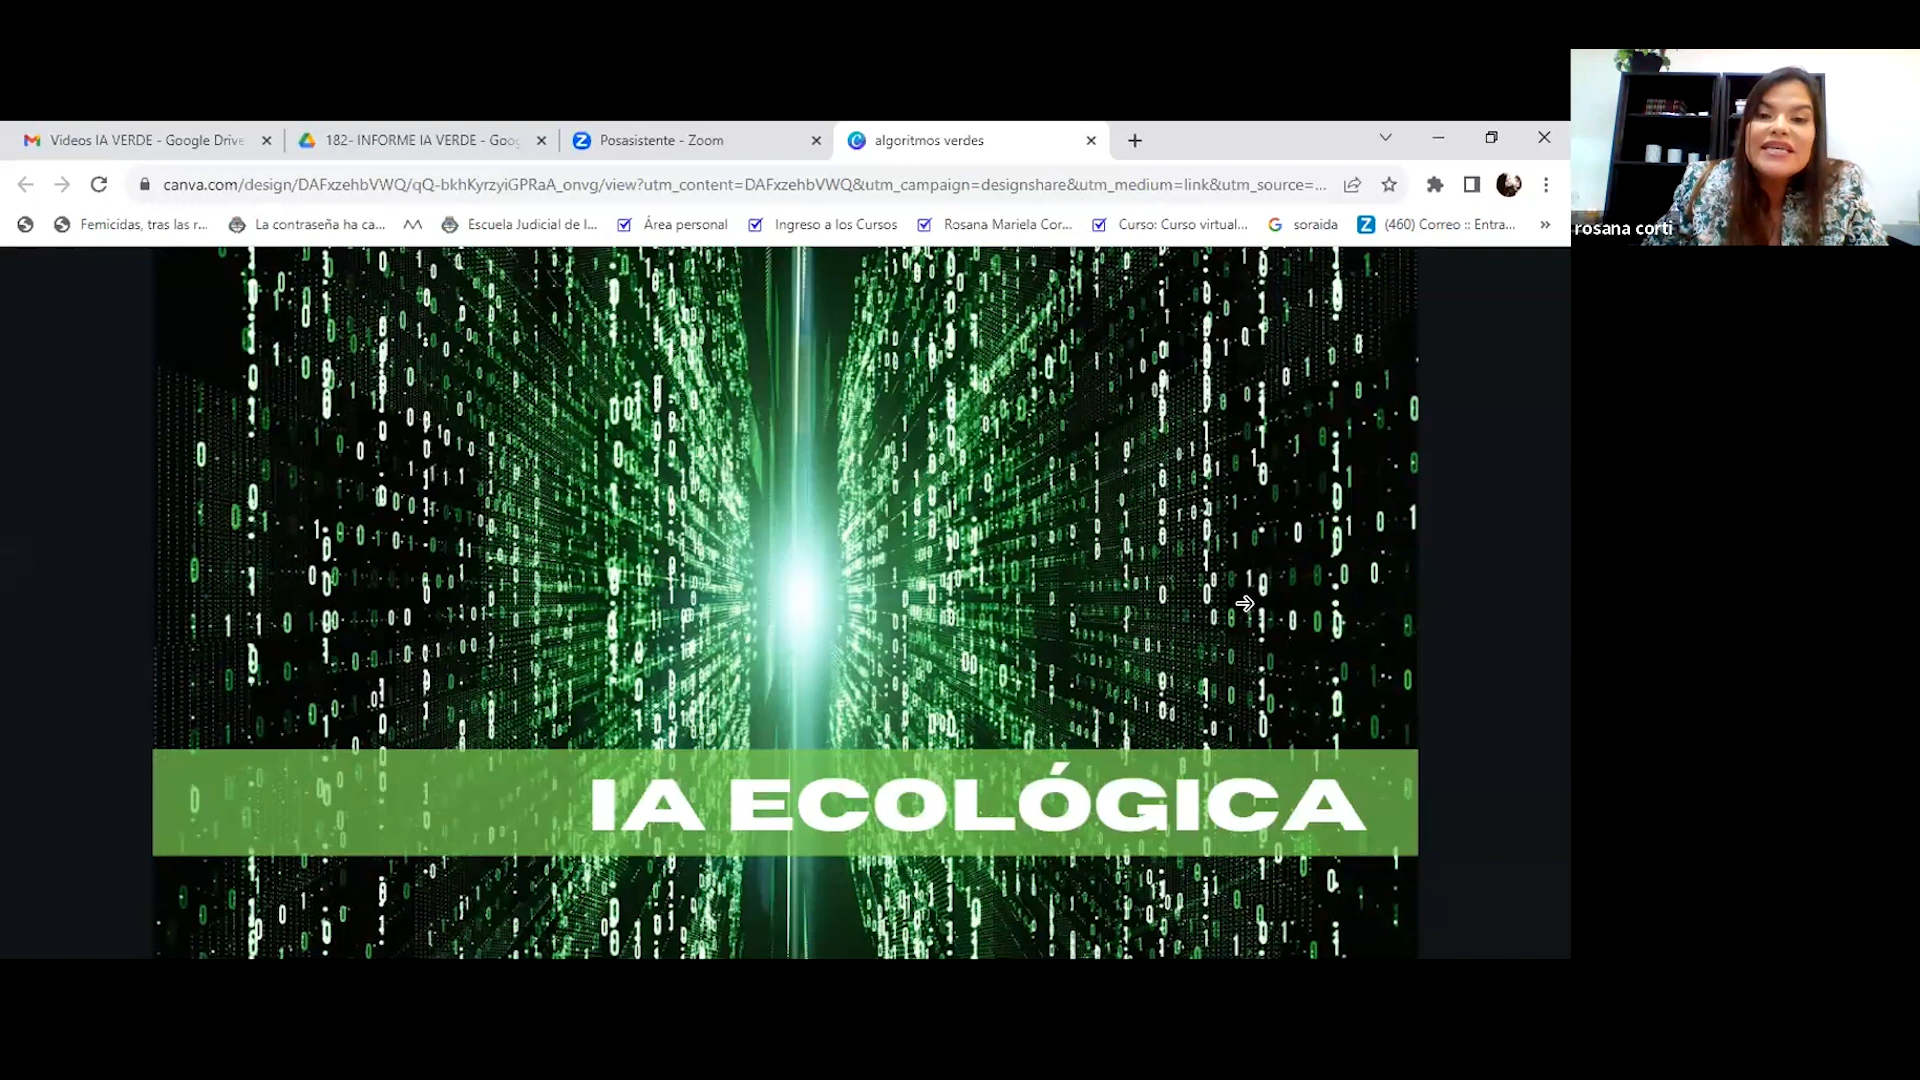 Videos IA VERDE - Google Drive
182- INFORME IA VERDE - Goog
Posasistente - Zoom
algoritmos verdes
canva.com/design/DAFxzehbVWQ/qQ-bkhKyrzyiGPRaA_onvg/view?utm_content=DAFxzehbVWQ&utm_campaign=designshare&utm_medium=link&utm_source=...
Femicidas, tras las r...
La contraseña ha ca...
Escuela Judicial de l...
Área personal
Ingreso a los Cursos
Rosana Mariela Cor...
Curso: Curso virtual...
soraida
(460) Correo :: Entra...
rosana corti
IA ECOLÓGICA